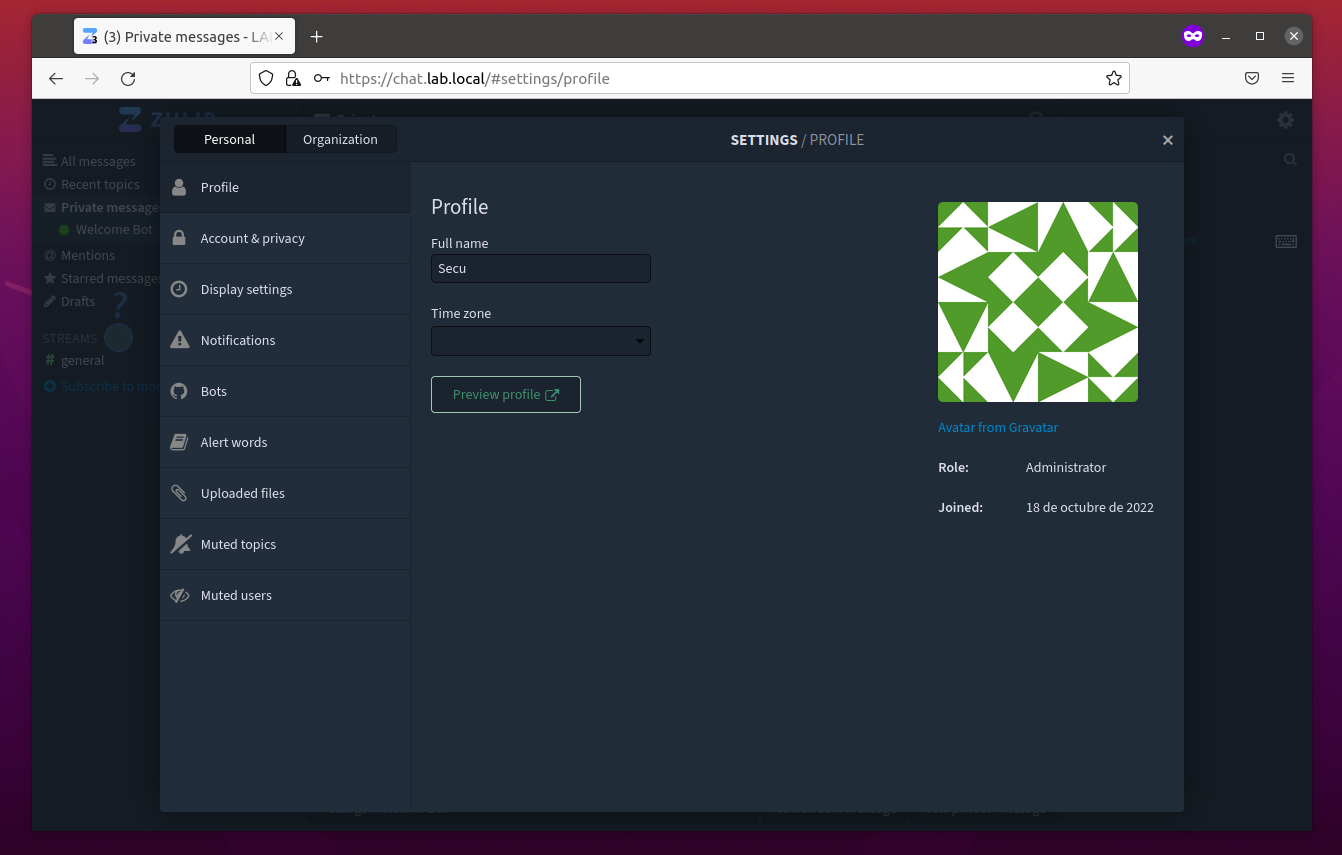 (3) Private messages - LA
https://chat.lab.local/#settings/profile
ZULIP
Personal
Organization
SETTINGS / PROFILE
All messages
Recent topics
Private message
Welcome Bot
Mentions
Starred messages
Drafts
STREAMS
# general
Subscribe to mo
Profile
Account & privacy
Display settings
Notifications
Bots
Alert words
Uploaded files
Muted topics
Muted users
Profile
Full name
Secu
Time zone
Preview profile
Avatar from Gravatar
Role: Administrator
Joined: 18 de octubre de 2022